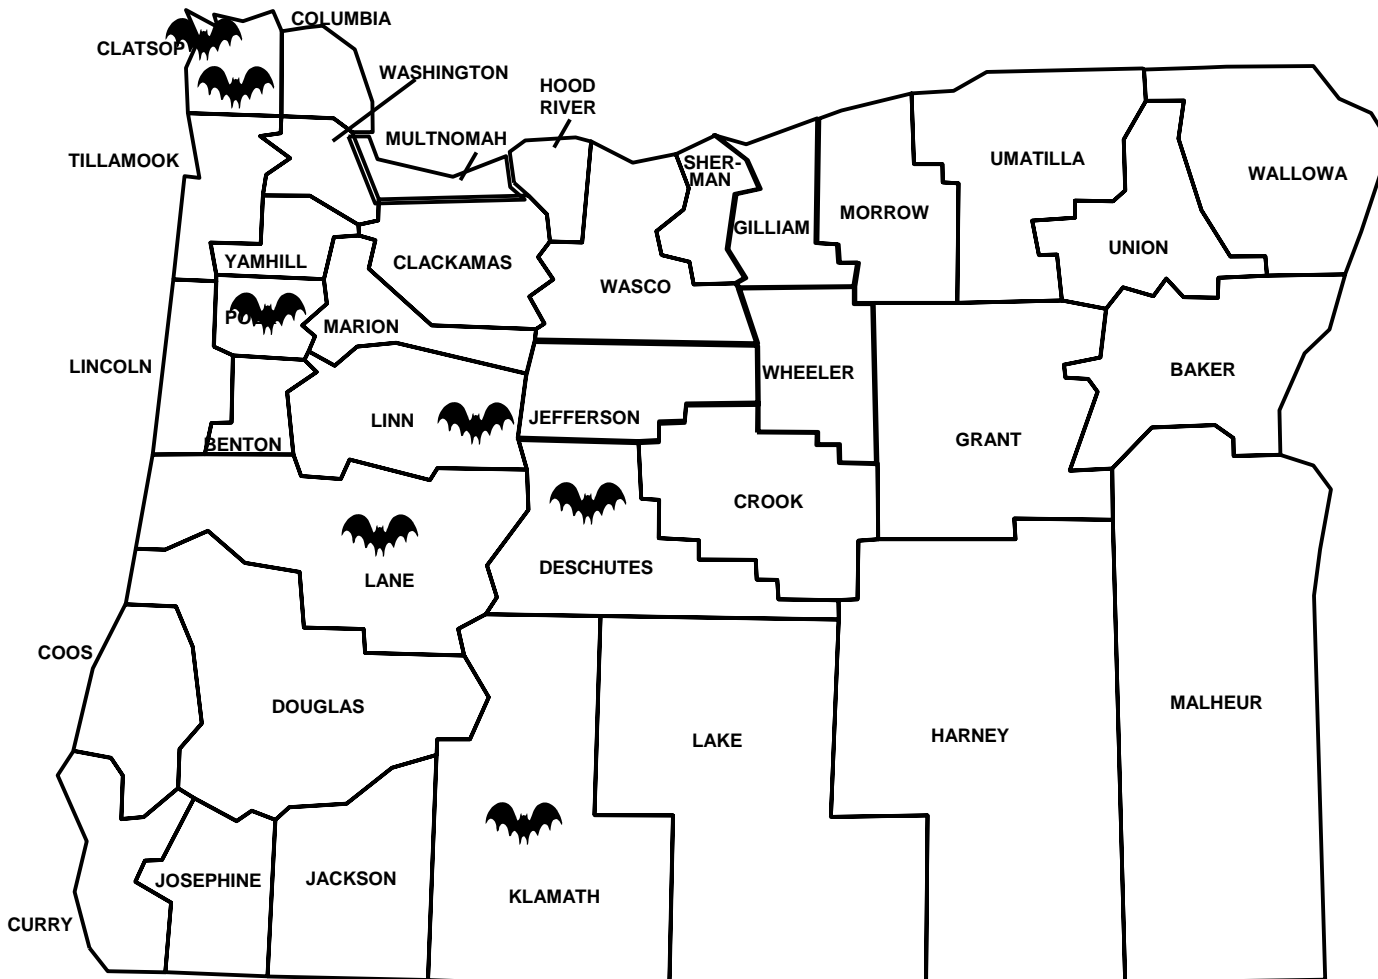 COLUMBIA
CLATSOP
WASHINGTON
HOOD
RIVER
MULTNOMAH
TILLAMOOK
SHER-
MAN
UMATILLA
WALLOWA
MORROW
GILLIAM
UNION
YAMHILL
CLACKAMAS
WASCO
MARION
LINCOLN
WHEELER
BAKER
LINN
JEFFERSON
BENTON
GRANT
CROOK
DESCHUTES
LANE
COOS
DOUGLAS
MALHEUR
LAKE
HARNEY
JOSEPHINE
JACKSON
KLAMATH
CURRY